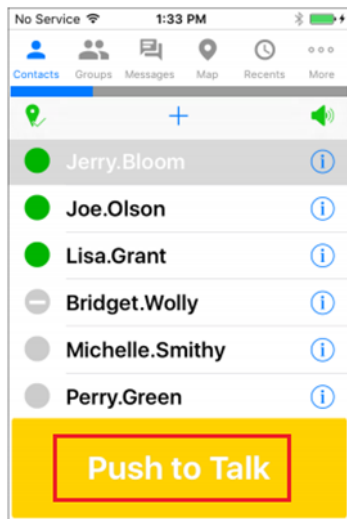 No Service 1:33 PM
Contacts Groups Messages Map Recents More
Jerry.Bloom
Joe.Olson
Lisa.Grant
Bridget.Wolly
Michelle.Smithy
Perry.Green
Push to Talk